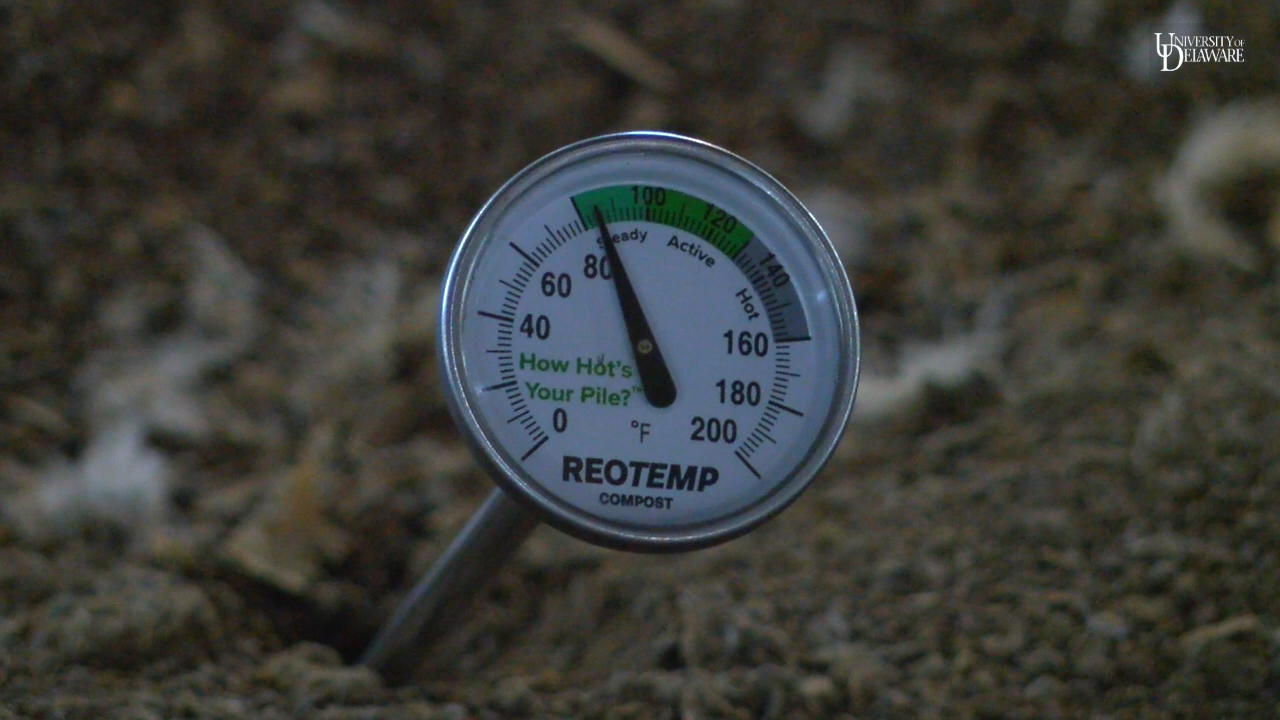 UNIVERSITY OF
DELAWARE
100
120
Steady
Active
80
140
60
Hot
40
160
How Hot's
Your Pile?™
180
0
°F
200
REOTEMP
COMPOST